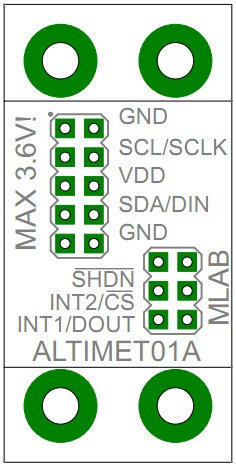 MAX 3.6V!
GND
SCL/SCLK
VDD
SDA/DIN
GND
SHDN
INT2/CS
INT1/DOUT
MLAB
ALTIMET01A